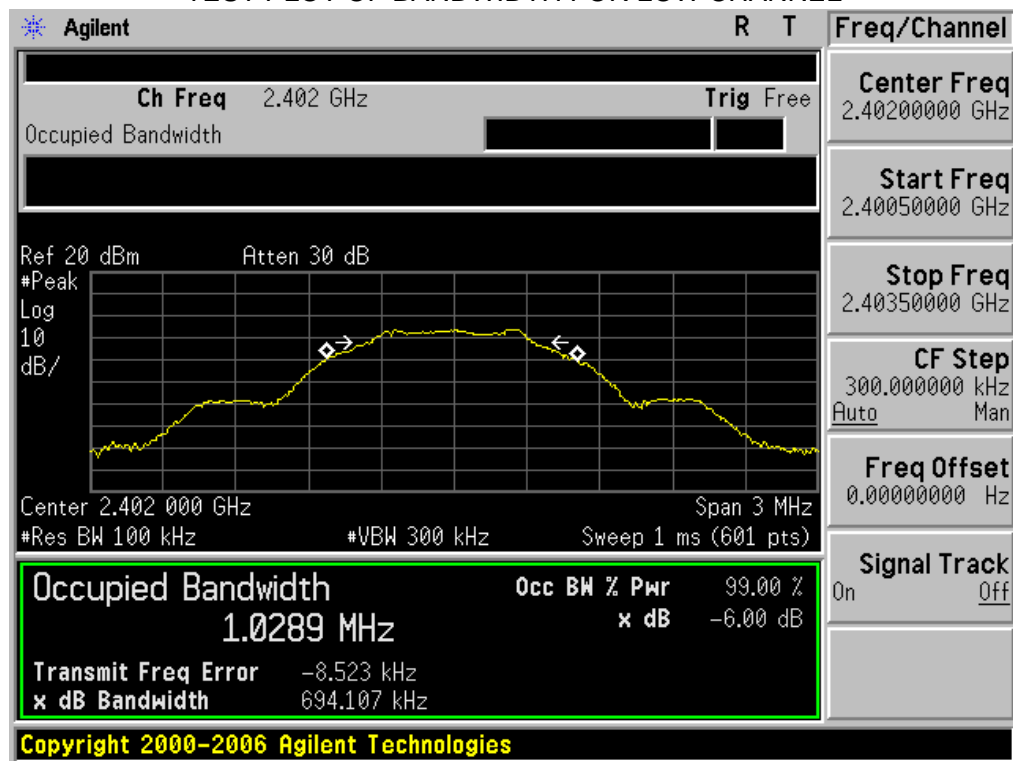 Agilent R T Freq/Channel
Ch Freq 2.402 GHz Trig Free
Occupied Bandwidth
Center Freq
2.40200000 GHz
Start Freq
2.40050000 GHz
Stop Freq
2.40350000 GHz
CF Step
300.000000 kHz
Auto Man
Freq Offset
0.00000000 Hz
Signal Track
On Off
Ref 20 dBm Atten 30 dB
#Peak
Log
10
dB/
Center 2.402 000 GHz Span 3 MHz
#Res BW 100 kHz #VBW 300 kHz Sweep 1 ms (601 pts)
Occupied Bandwidth Occ BW % Pwr 99.00 %
1.0289 MHz x dB -6.00 dB
Transmit Freq Error -8.523 kHz
x dB Bandwidth 694.107 kHz
Copyright 2000-2006 Agilent Technologies